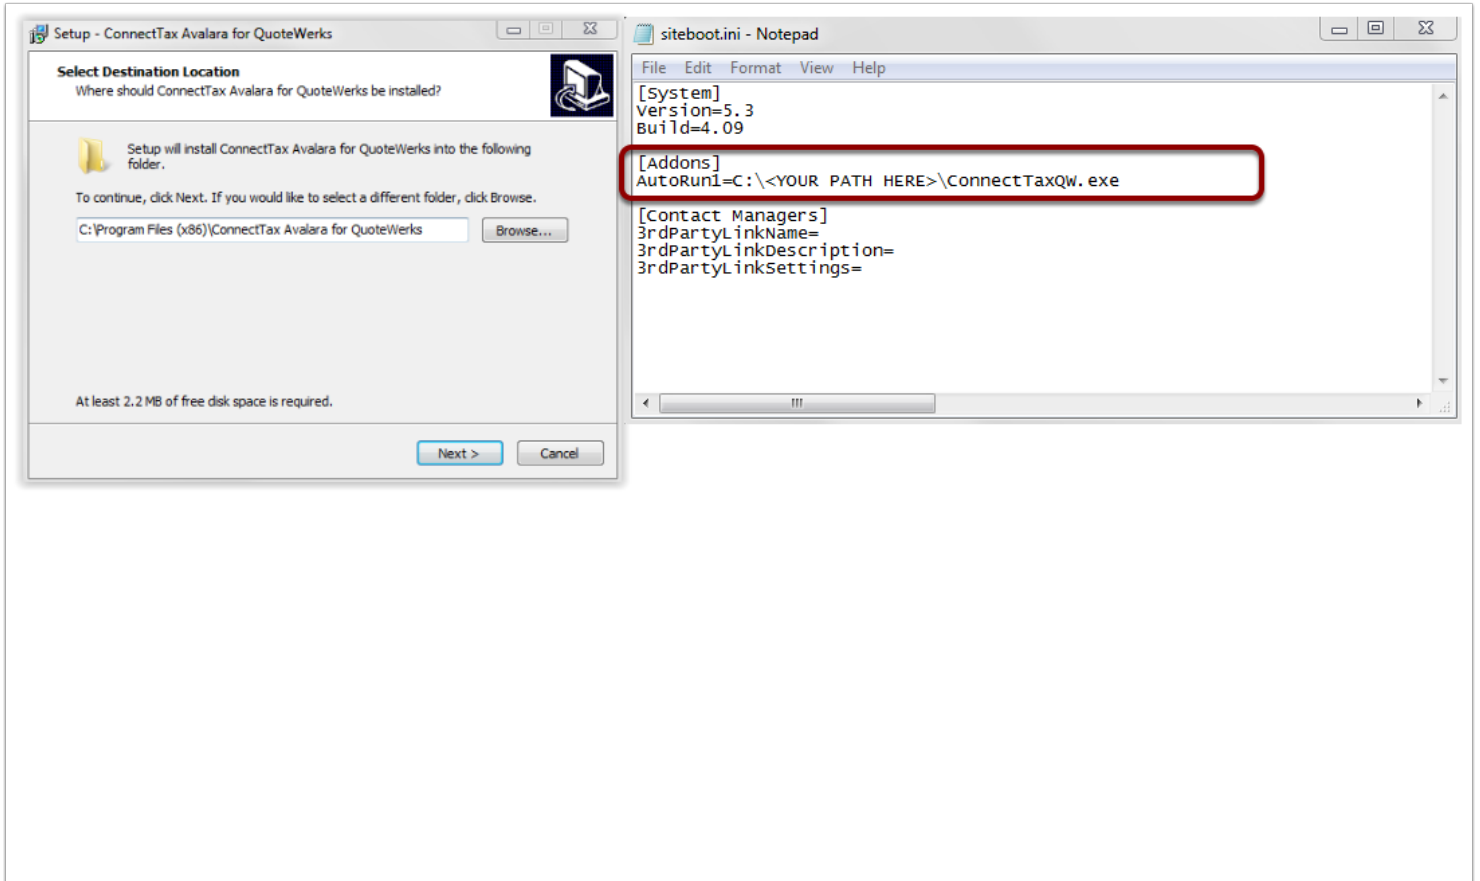 Setup - ConnectTax Avalara for QuoteWerks
Select Destination Location
Where should ConnectTax Avalara for QuoteWerks be installed?
Setup will install ConnectTax Avalara for QuoteWerks into the following
folder.
To continue, click Next. If you would like to select a different folder, click Browse.
C:\Program Files (x86)\ConnectTax Avalara for QuoteWerks
Browse...
At least 2.2 MB of free disk space is required.
Next >
Cancel
siteboot.ini - Notepad
File Edit Format View Help
[System]
Version=5.3
Build=4.09
[Addons]
AutoRun1=C:\<YOUR PATH HERE>\ConnectTaxQW.exe
[Contact Managers]
3rdPartyLinkName=
3rdPartyLinkDescription=
3rdPartyLinkSettings=